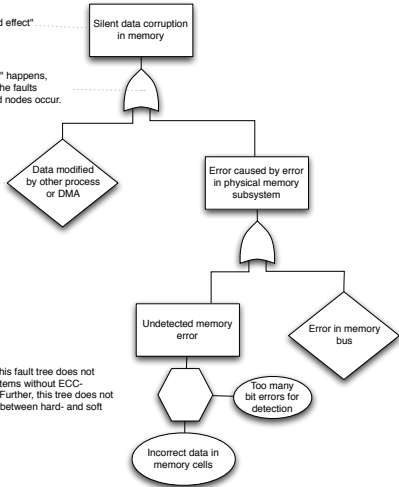 d effect"
Silent data corruption
in memory
" happens,
he faults
d nodes occur.
Data modified
by other process
or DMA
Error caused by error
in physical memory
subsystem
Undetected memory
error
Error in memory
bus
his fault tree does not
tems without ECC-
Further, this tree does not
between hard- and soft
Too many
bit errors for
detection
Incorrect data in
memory cells